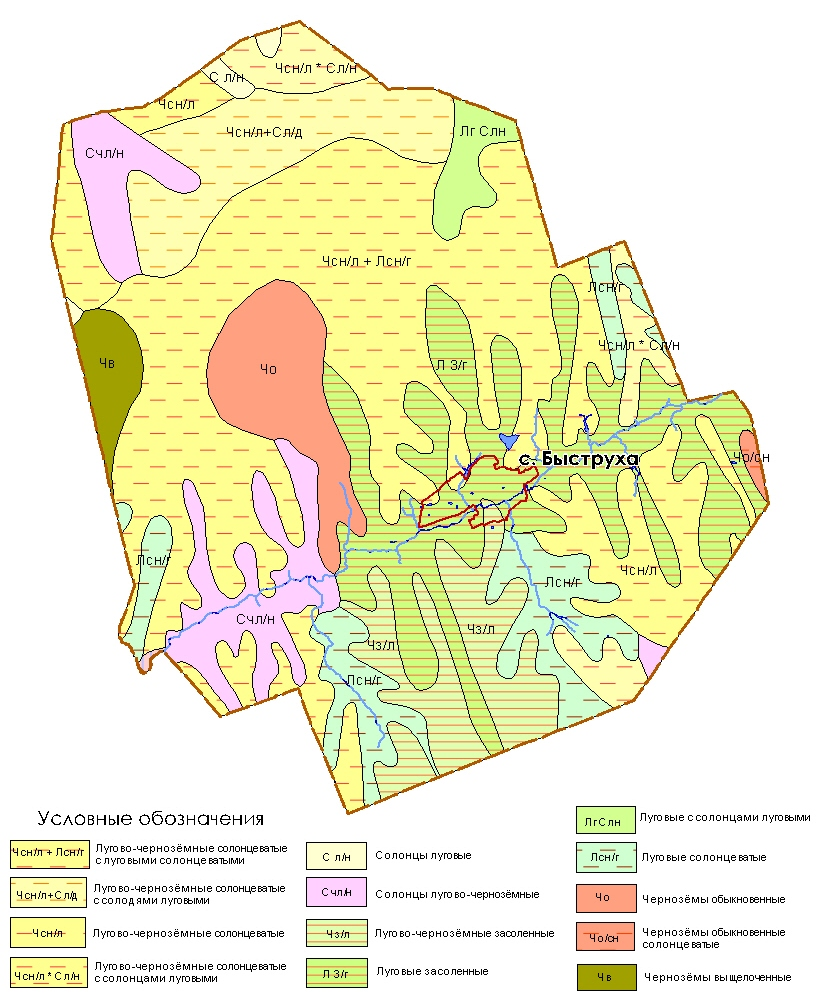 Чсн/л * Сл/н
С л/н
Чсн/л
Чсн/л+Сл/д
Лг Слн
Счл/н
Чсн/л + Лсн/г
Лсн/г
Чсн/л * Сл/н
Чв
Чо
Л З/г
с. Быструха
Чо/сн
Лсн/г
Лсн/г
Чсн/л
Счл/н
Чз/л
Чз/л
Лсн/г
Условные обозначения
Чсн/л + Лсн/г
Лугово-чернозёмные солонцеватые
с луговыми солонцеватыми
Чсн/л+Сл/д
Лугово-чернозёмные солонцеватые
с солодями луговыми
Чсн/л
Лугово-чернозёмные солонцеватые
Чсн/л * Сл/н
Лугово-чернозёмные солонцеватые
с солонцами луговыми
С л/н
Солонцы луговые
Счл/н
Солонцы лугово-чернозёмные
Чз/л
Лугово-чернозёмные засоленные
Л З/г
Луговые засоленные
ЛгСлн
Луговые с солонцами луговыми
Лсн/г
Луговые солонцеватые
Чо
Чернозёмы обыкновенные
Чо/сн
Чернозёмы обыкновенные
солонцеватые
Чв
Чернозёмы выщелоченные